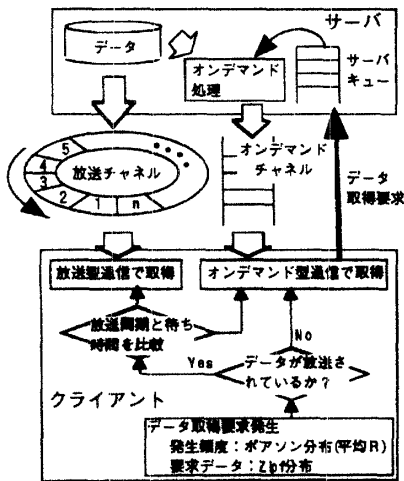 サーバ
データ
オンデマンド
処理
サーバ
キュー
オンデマンド
チャネル
放送チャネル
5
4
3
2
1
n
データ
取得要求
放送型通信で取得
オンデマンド型通信で取得
放送周期と待ち
時間を比較
No
Yes
データが放送さ
れているか?
クライアント
データ取得要求発生
発生頻度:ポアソン分布(平均R)
要求データ:Zipf分布